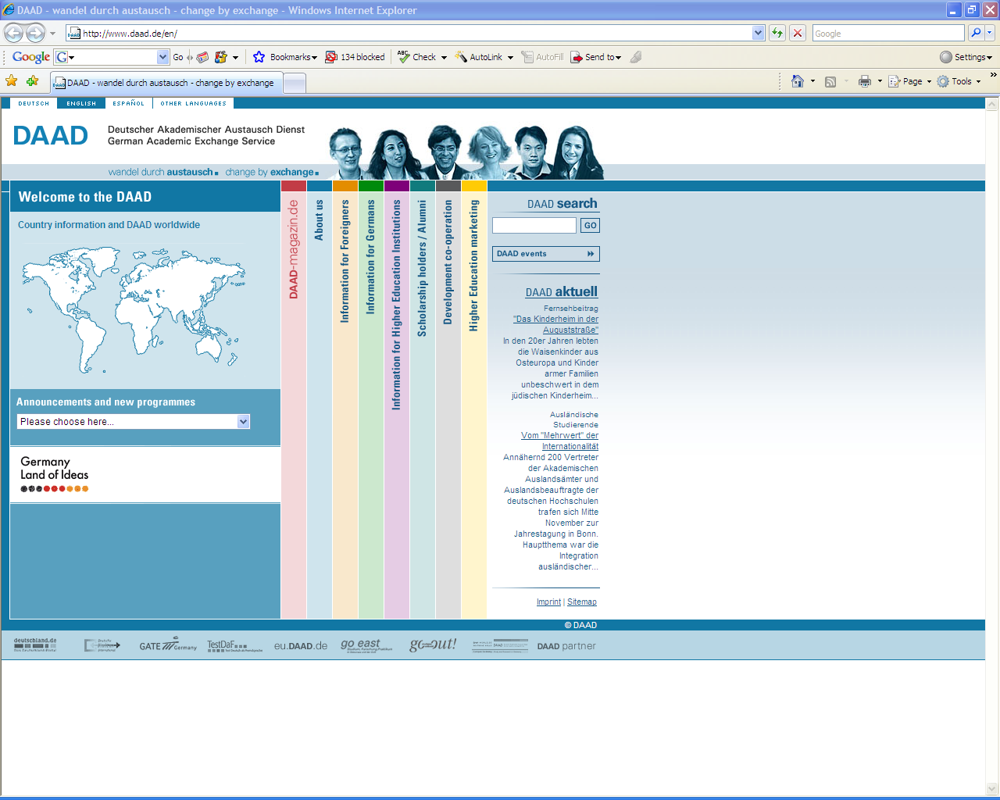 DAAD - wandel durch austausch - change by exchange - Windows Internet Explorer
http://www.daad.de/en/
Google
Google
G
Go
Bookmarks
134 blocked
ABC
Check
AutoLink
AutoFill
Send to
Settings
DAAD - wandel durch austausch - change by exchange
Page
Tools
DEUTSCH
ENGLISH
ESPAÑOL
OTHER LANGUAGES
DAAD
Deutscher Akademischer Austausch Dienst
German Academic Exchange Service
wandel durch austausch change by exchange
Welcome to the DAAD
Country information and DAAD worldwide
Announcements and new programmes
Please choose here...
Germany
Land of Ideas
DAAD-magazin.de
About us
Information for Foreigners
Information for Germans
Information for Higher Education Institutions
Scholarship holders / Alumni
Development co-operation
Higher Education marketing
DAAD search
GO
DAAD events
DAAD aktuell
Fernsehbeitrag
"Das Kinderheim in der
Auguststraße"
In den 20er Jahren lebten
die Waisenkinder aus
Osteuropa und Kinder
armer Familien
unbeschwert in dem
jüdischen Kinderheim...
Ausländische
Studierende
Vom "Mehrwert" der
Internationalität
Annähernd 200 Vertreter
der Akademischen
Auslandsämter und
Auslandsbeauftragte der
deutschen Hochschulen
trafen sich Mitte
November zur
Jahrestagung in Bonn.
Hauptthema war die
Integration
ausländischer...
Imprint | Sitemap
© DAAD
deutschland.de
GATE Germany
TestDaF
eu.DAAD.de
go east
go out!
DAAD partner